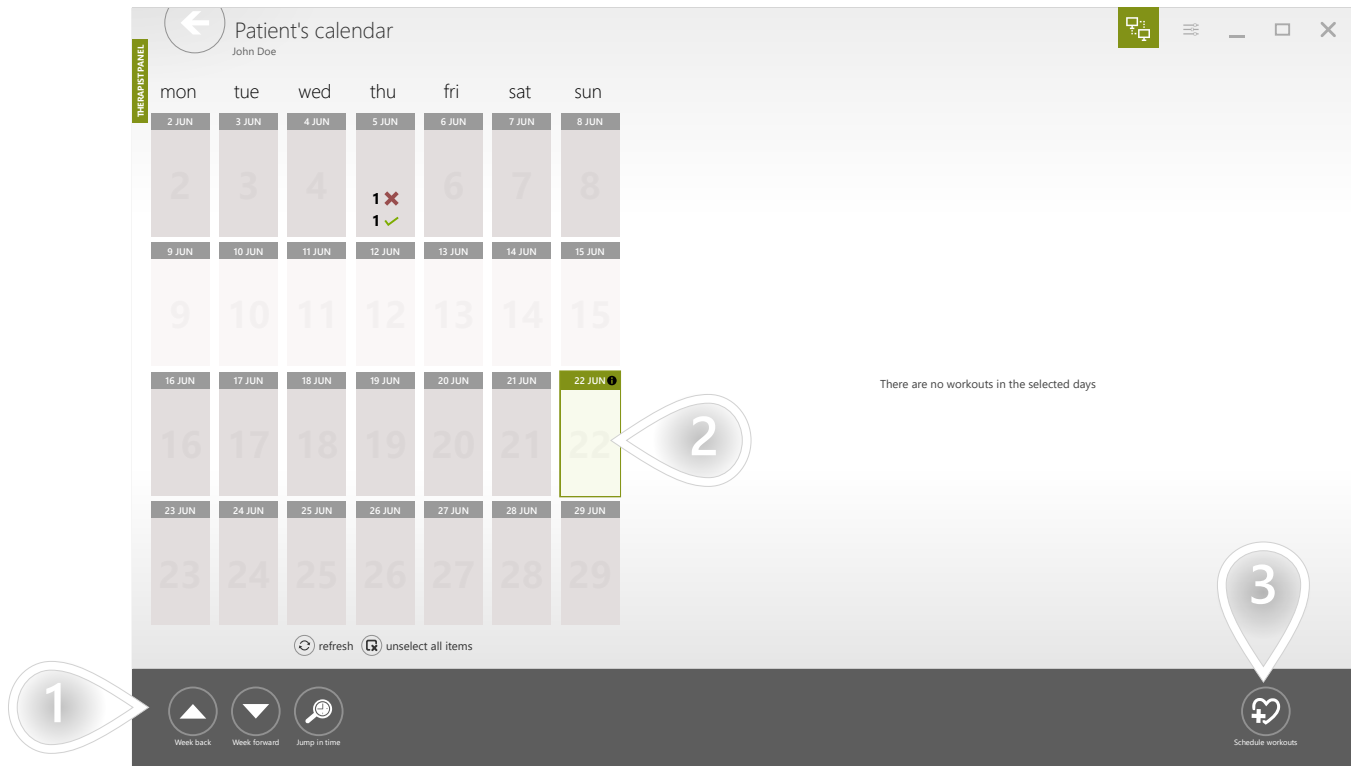 Patient's calendar
John Doe
THERAPIST PANEL
mon tue wed thu fri sat sun
2 JUN 3 JUN 4 JUN 5 JUN 6 JUN 7 JUN 8 JUN
2 3 4 6 7 8
1
1
9 JUN 10 JUN 11 JUN 12 JUN 13 JUN 14 JUN 15 JUN
9 10 11 12 13 14 15
16 JUN 17 JUN 18 JUN 19 JUN 20 JUN 21 JUN 22 JUN
There are no workouts in the selected days
16 17 18 19 20 21 22
2
23 JUN 24 JUN 25 JUN 26 JUN 27 JUN 28 JUN 29 JUN
23 24 25 26 27 28 29
3
refresh unselect all items
1
Week back Week forward Jump in time
Schedule workouts